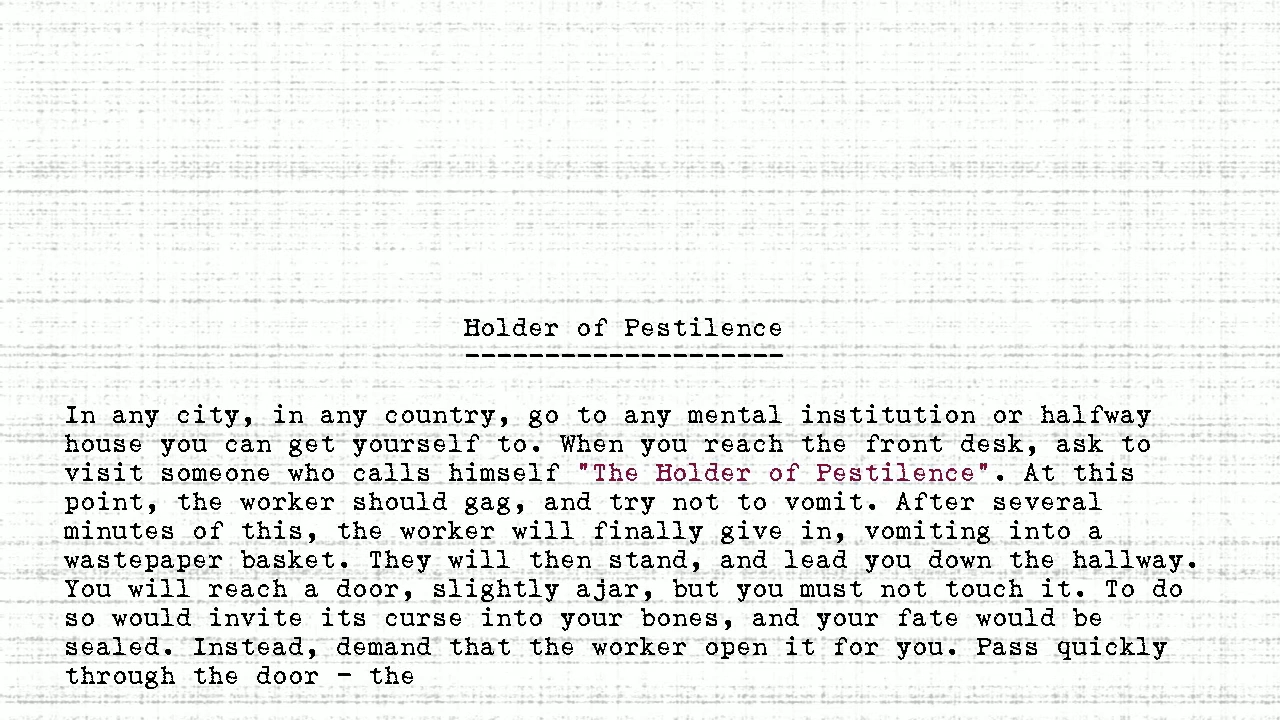 Holder of Pestilence
--------------------
In any city, in any country, go to any mental institution or halfway
house you can get yourself to. When you reach the front desk, ask to
visit someone who calls himself "The Holder of Pestilence". At this
point, the worker should gag, and try not to vomit. After several
minutes of this, the worker will finally give in, vomiting into a
wastepaper basket. They will then stand, and lead you down the hallway.
You will reach a door, slightly ajar, but you must not touch it. To do
so would invite its curse into your bones, and your fate would be
sealed. Instead, demand that the worker open it for you. Pass quickly
through the door - the